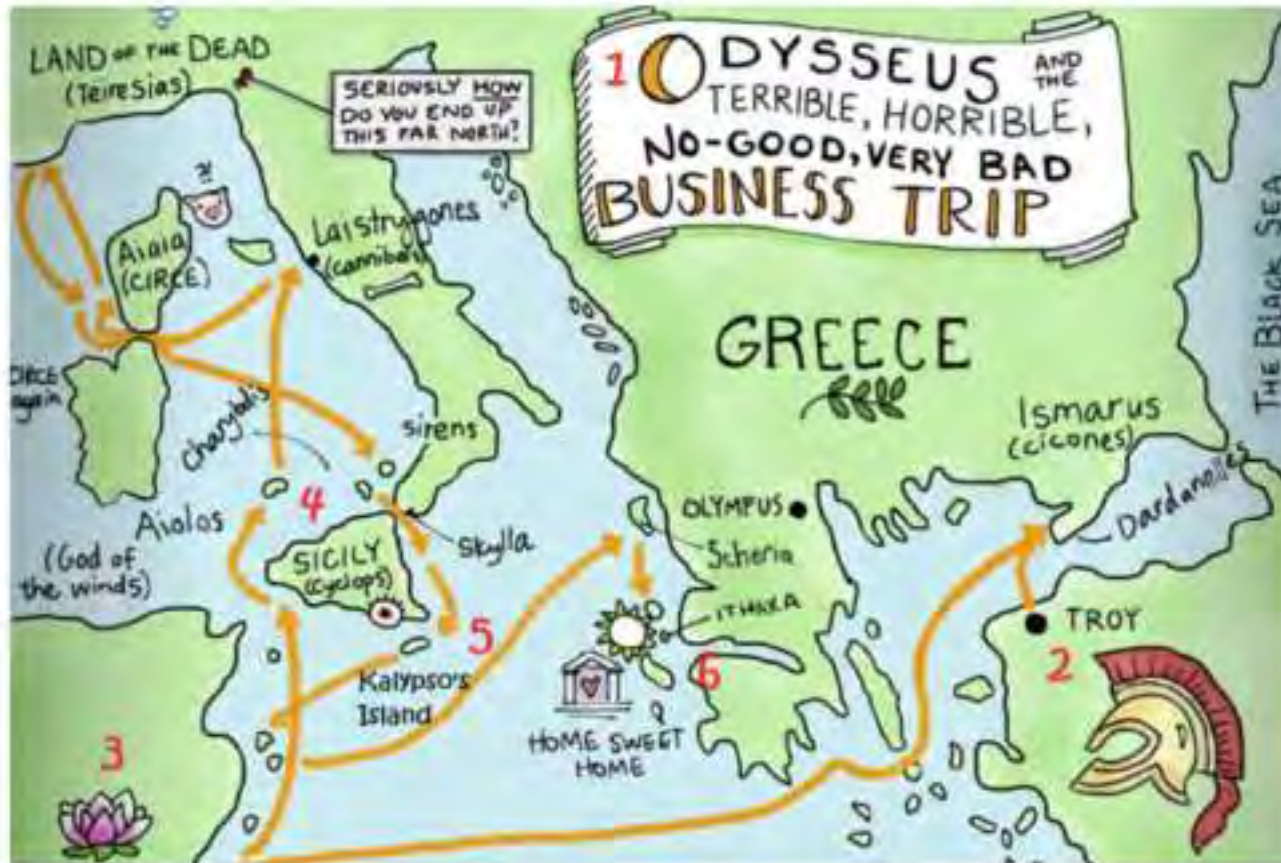 LAND OF THE DEAD
(Teiresias)
SERIOUSLY HOW
DO YOU END UP
THIS FAR NORTH?
1 ODYSSEUS AND THE
TERRIBLE, HORRIBLE,
NO-GOOD, VERY BAD
BUSINESS TRIP
THE BLACK SEA
?!
Aiaia
(CIRCE)
Laistrygones
(cannibals)
GREECE
CIRCE
again
Charybdis
sirens
Ismarus
(cicones)
4
Aiolos
(God of
the winds)
SICILY
(Cyclops)
Skylla
OLYMPUS
Scheria
Dardanelles
ITHAKA
TROY
5
6
2
Kalypso's
Island
HOME SWEET
HOME
3